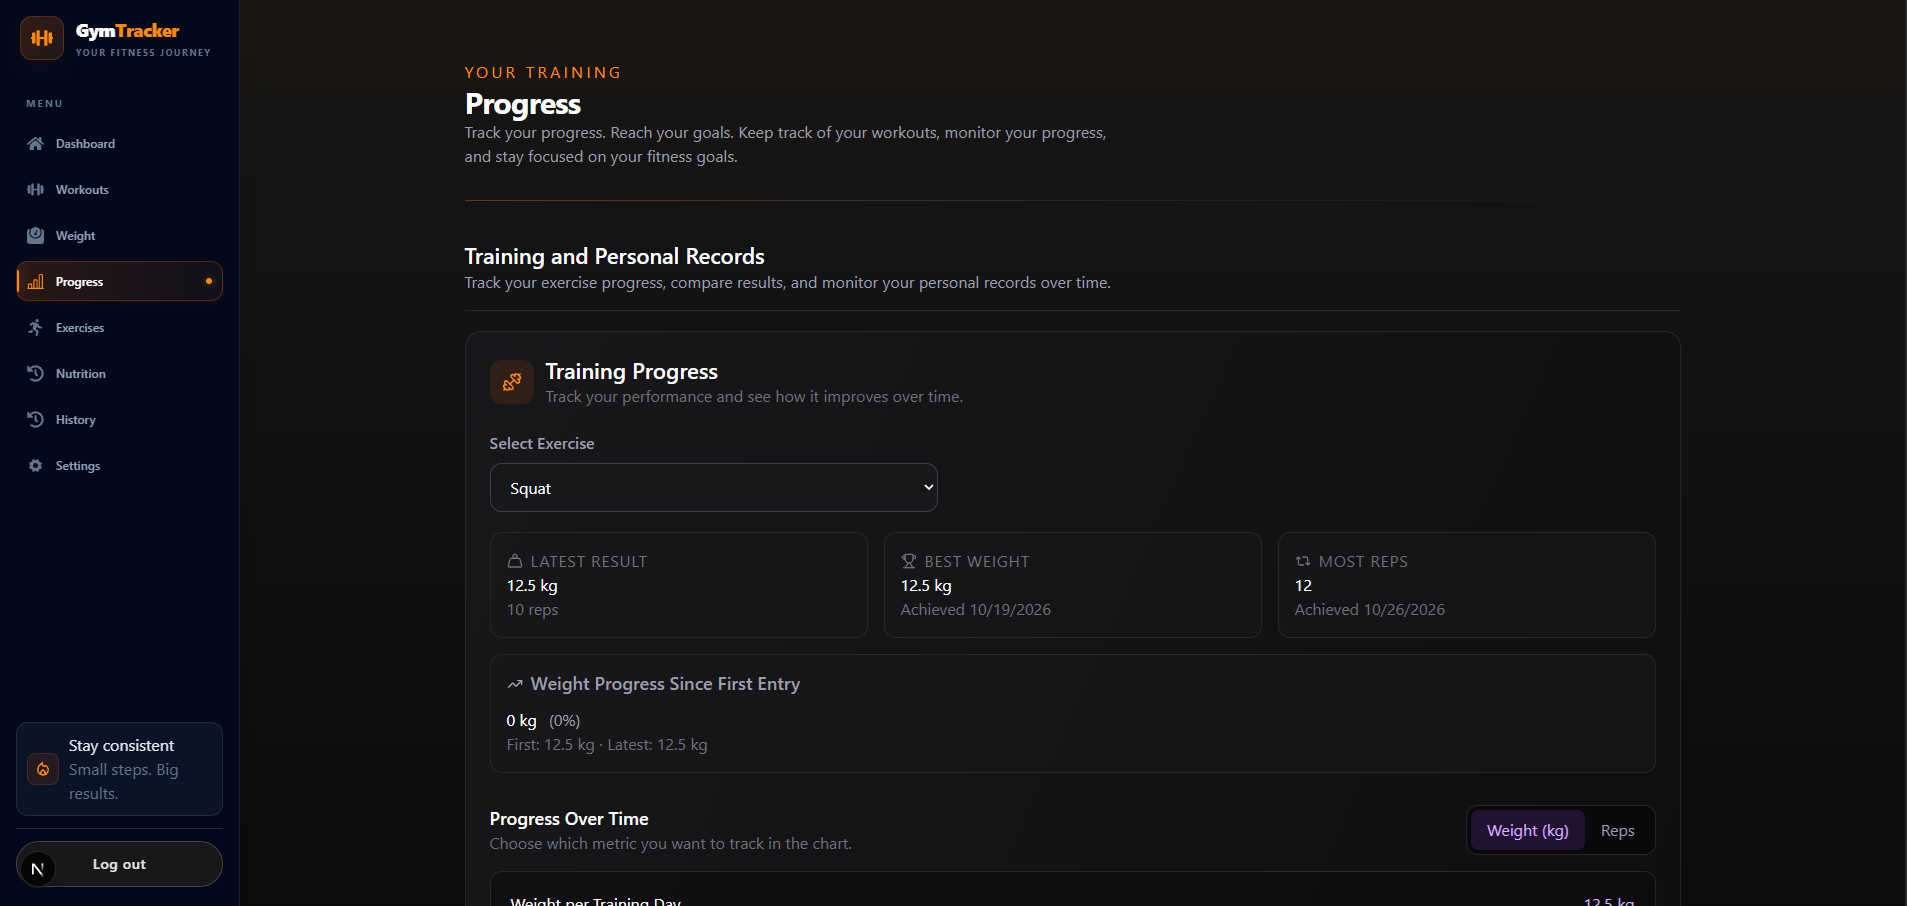 GymTracker
YOUR FITNESS JOURNEY
MENU
Dashboard
Workouts
Weight
Progress
Exercises
Nutrition
History
Settings
Stay consistent
Small steps. Big
results.
N
Log out
YOUR TRAINING
Progress
Track your progress. Reach your goals. Keep track of your workouts, monitor your progress,
and stay focused on your fitness goals.
Training and Personal Records
Track your exercise progress, compare results, and monitor your personal records over time.
Training Progress
Track your performance and see how it improves over time.
Select Exercise
Squat
LATEST RESULT
12.5 kg
10 reps
BEST WEIGHT
12.5 kg
Achieved 10/19/2026
MOST REPS
12
Achieved 10/26/2026
Weight Progress Since First Entry
0 kg (0%)
First: 12.5 kg · Latest: 12.5 kg
Progress Over Time
Choose which metric you want to track in the chart.
Weight (kg)
Reps
Weight per Training Day
12.5 kg